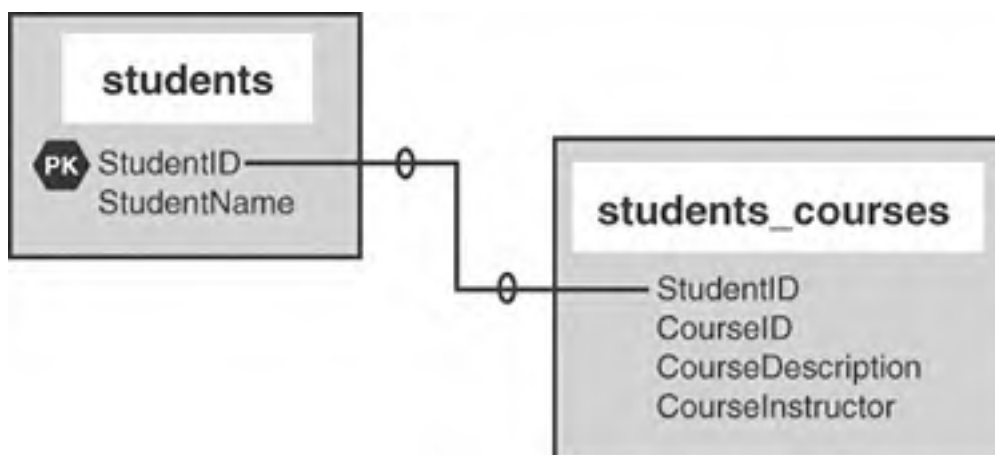 students
PK StudentID
StudentName
students_courses
StudentID
CourseID
CourseDescription
CourseInstructor